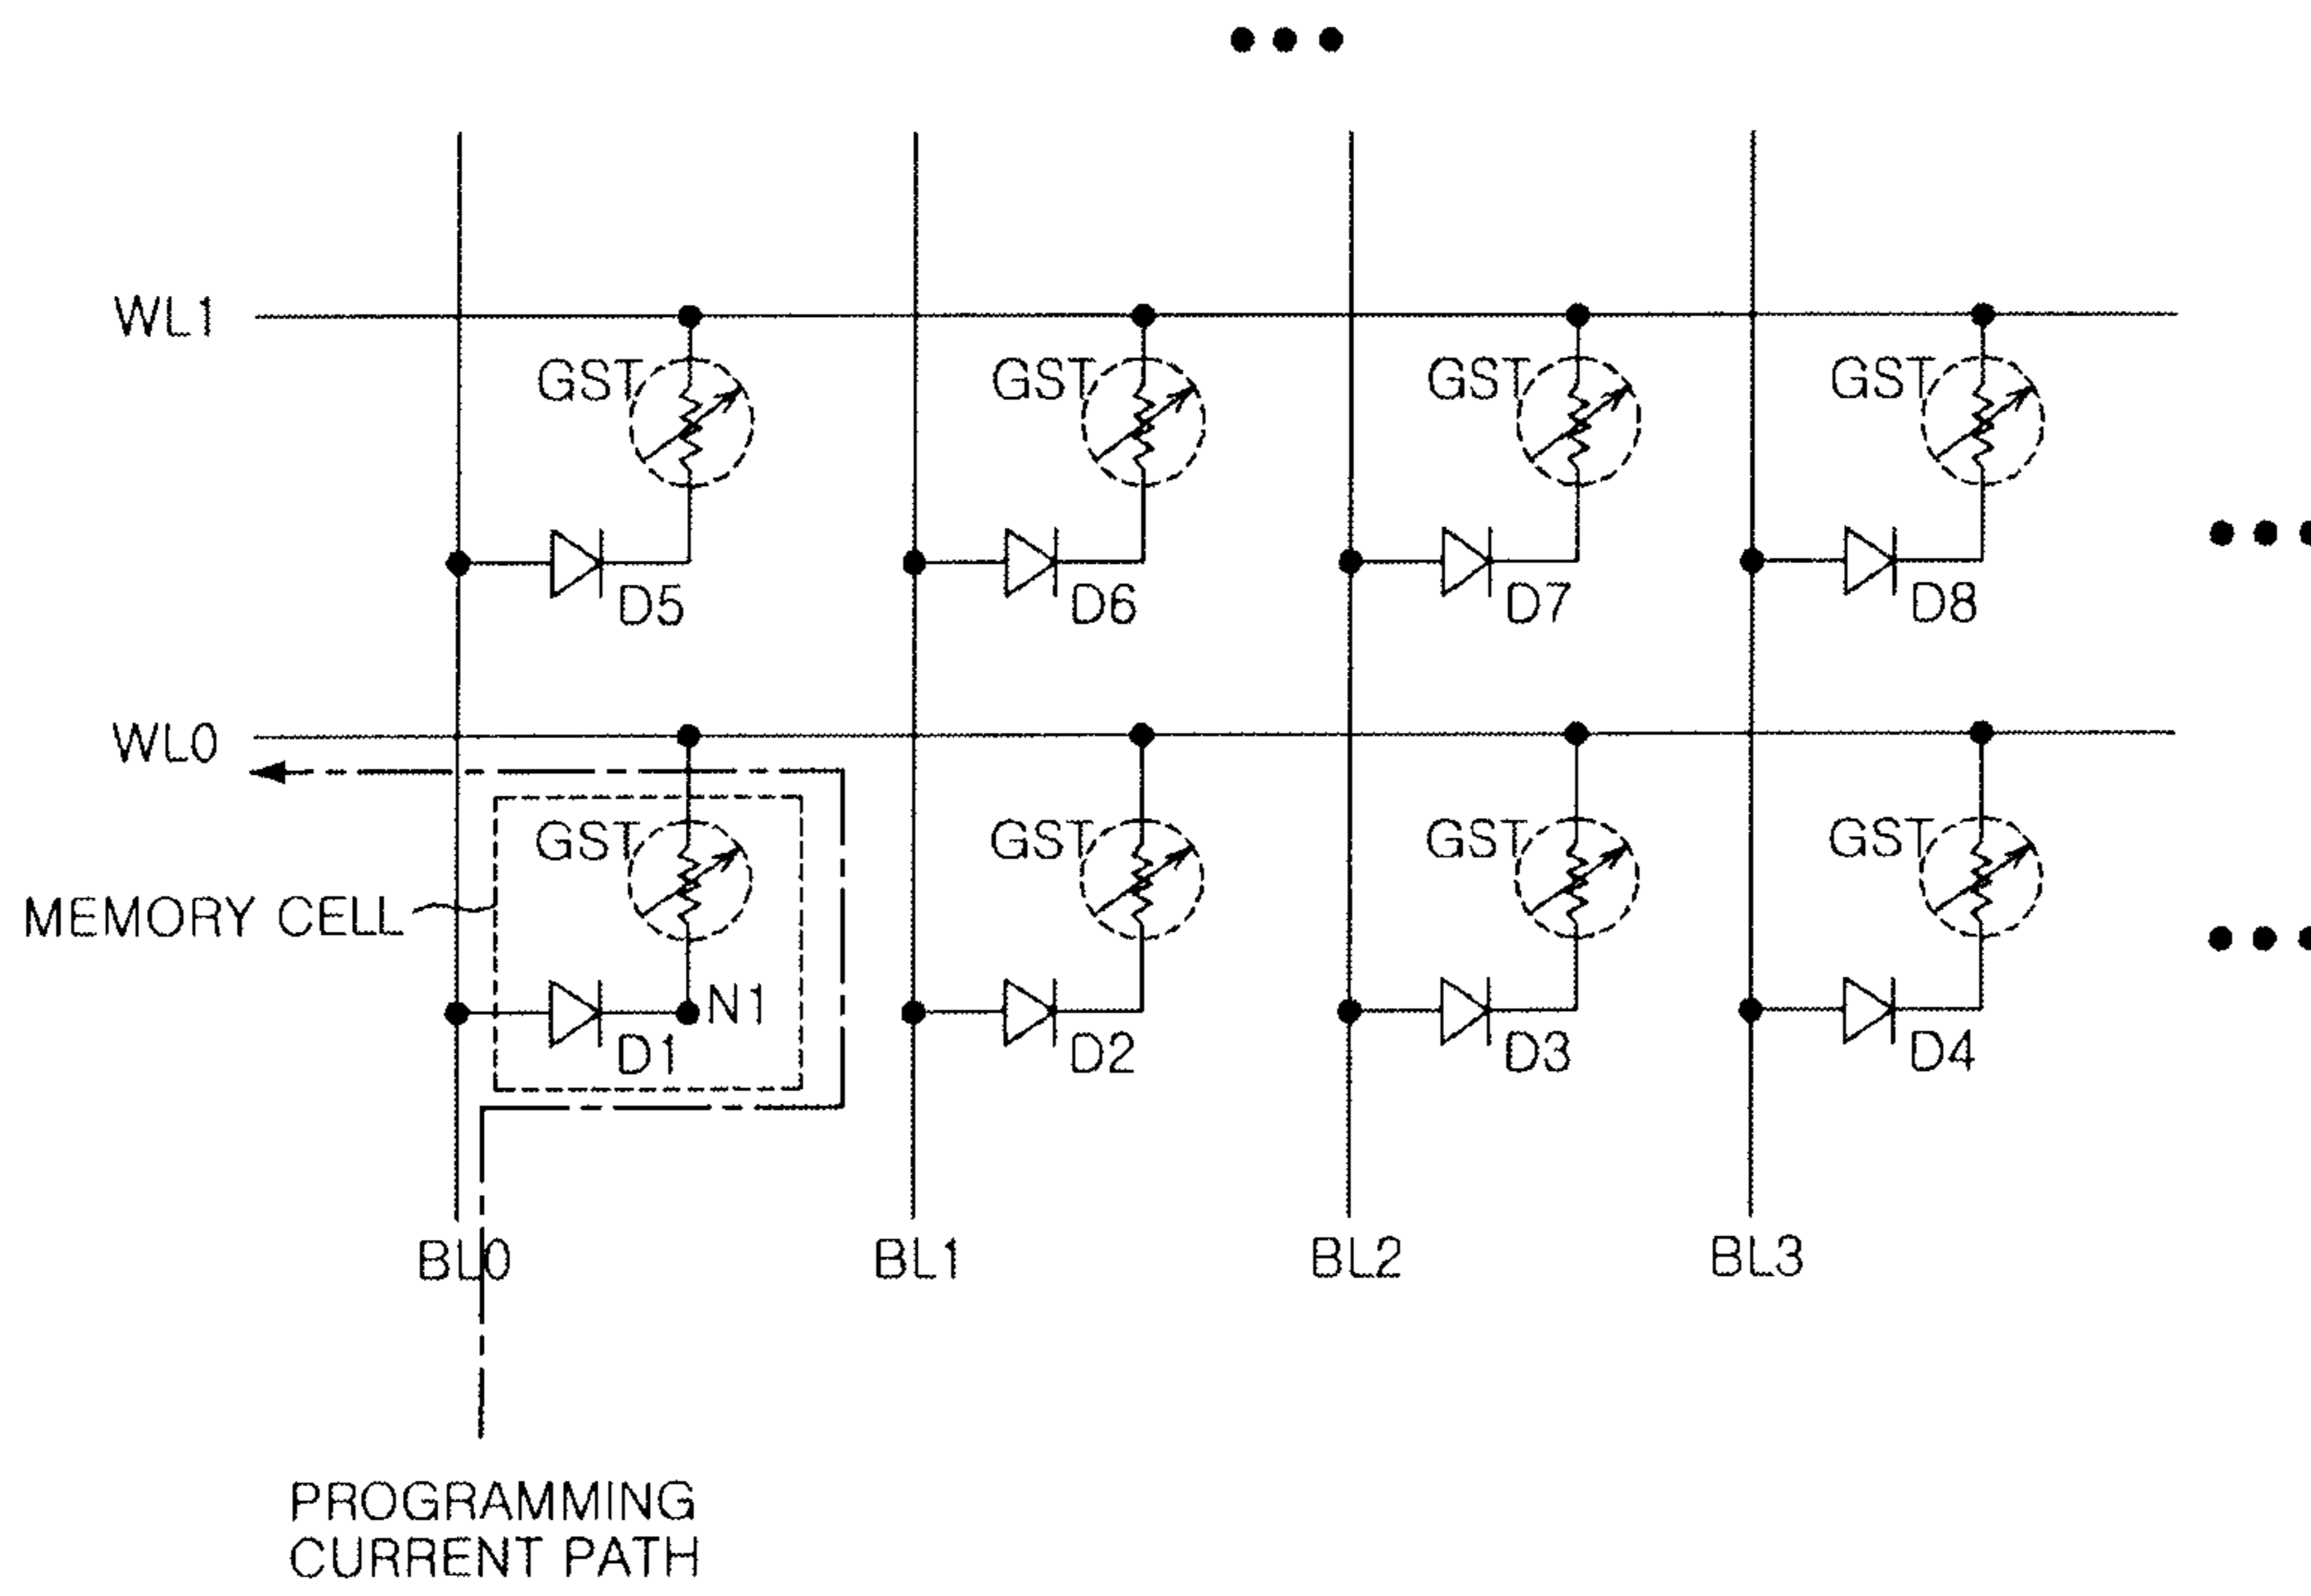 WL1
GST GST GST GST
D5 D6 D7 D8
WL0
GST GST GST GST
MEMORY CELL
N1
D1 D2 D3 D4
BL0 BL1 BL2 BL3
PROGRAMMING
CURRENT PATH